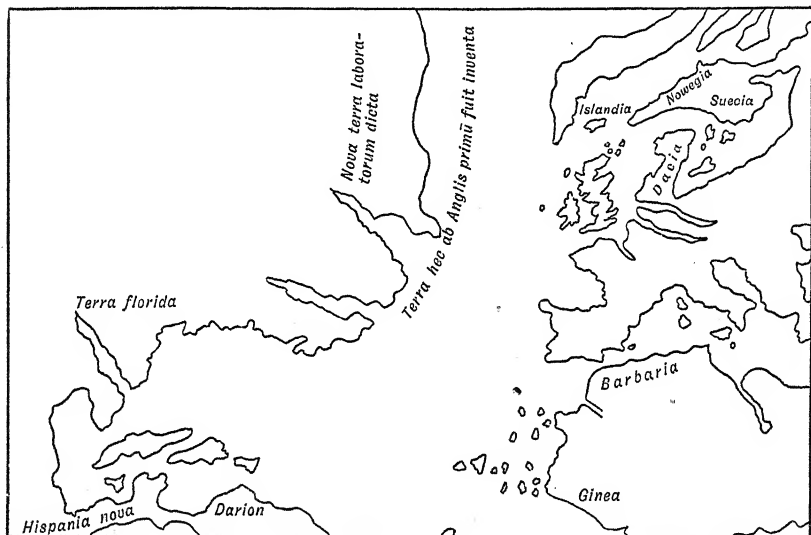 Nova terra labora-
torum dicta
Terra hec ab Anglis primū fuit inventa
Islandia
Nowegia
Suecia
Dacia
Terra florida
Barbaria
Ginea
Hispania nova
Darion